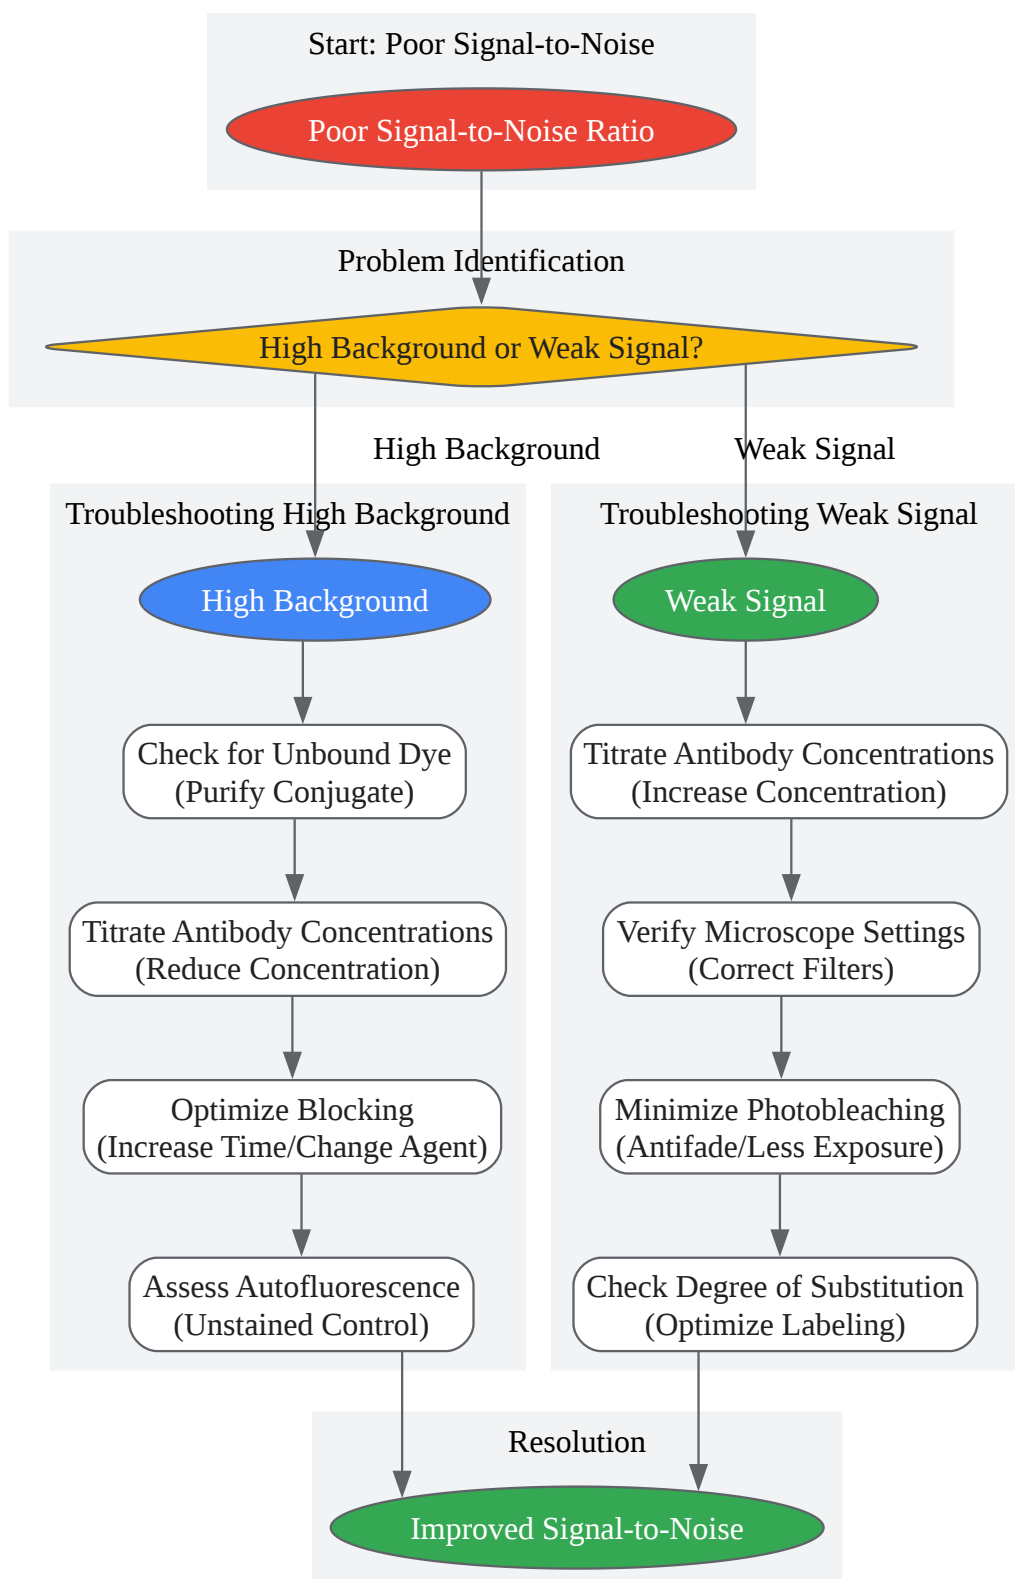 Start: Poor Signal-to-Noise
Poor Signal-to-Noise Ratio
Problem Identification
High Background or Weak Signal?
High Background
Weak Signal
Troubleshooting High Background
High Background
Check for Unbound Dye
(Purify Conjugate)
Titrate Antibody Concentrations
(Reduce Concentration)
Optimize Blocking
(Increase Time/Change Agent)
Assess Autofluorescence
(Unstained Control)
Troubleshooting Weak Signal
Weak Signal
Titrate Antibody Concentrations
(Increase Concentration)
Verify Microscope Settings
(Correct Filters)
Minimize Photobleaching
(Antifade/Less Exposure)
Check Degree of Substitution
(Optimize Labeling)
Resolution
Improved Signal-to-Noise